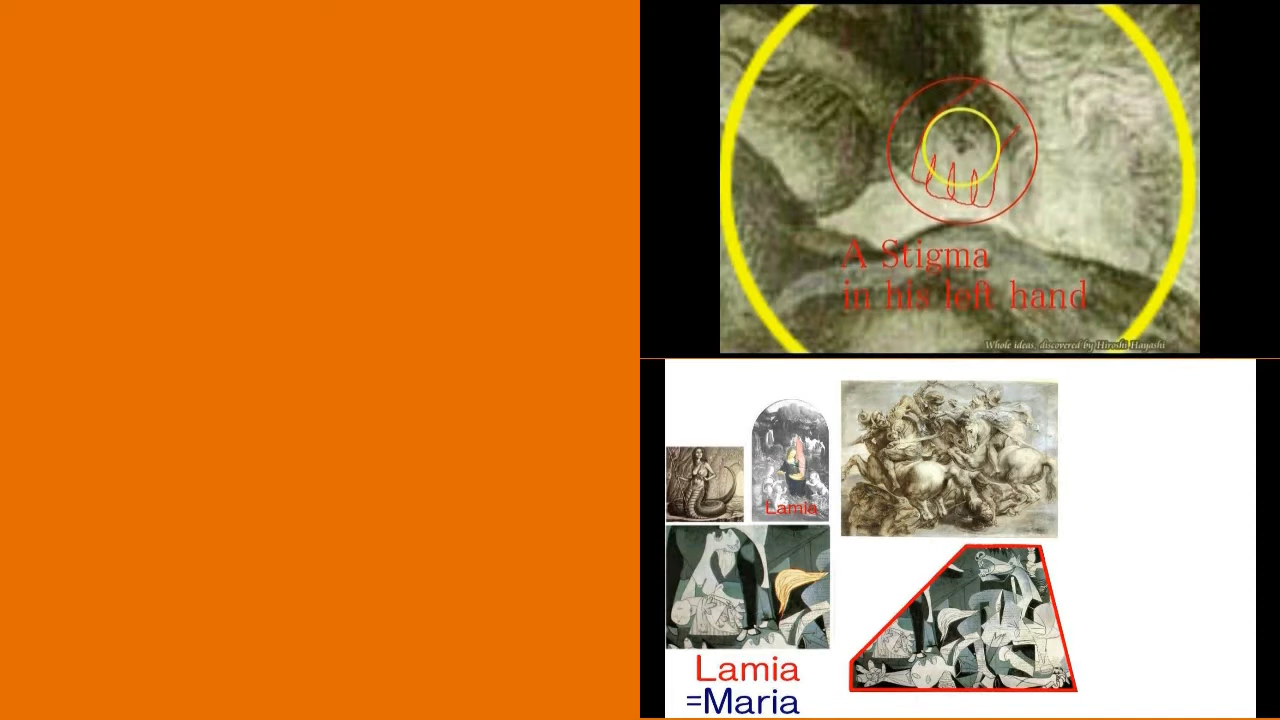 A Stigma
in his left hand
Whole ideas, discovered by Hiroshi Hayashi
Lamia
Lamia
=Maria